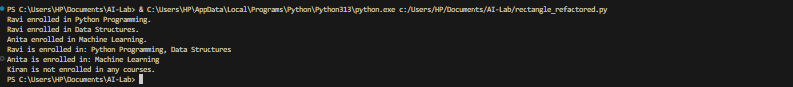 PS C:\Users\HP\Documents\AI-Lab> & C:\Users\HP\AppData\Local\Programs\Python\Python313\python.exe c:/Users/HP/Documents/AI-Lab/rectangle_refactored.py
Ravi enrolled in Python Programming.
Ravi enrolled in Data Structures.
Anita enrolled in Machine Learning.
Ravi is enrolled in: Python Programming, Data Structures
Anita is enrolled in: Machine Learning
Kiran is not enrolled in any courses.
PS C:\Users\HP\Documents\AI-Lab>